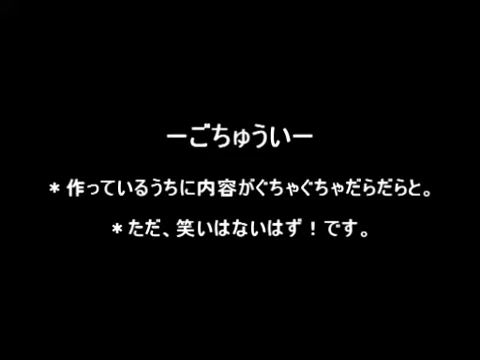 ーごちゅういー
＊作っているうちに内容がぐちゃぐちゃだらだらと。
＊ただ、笑いはないはず！です。